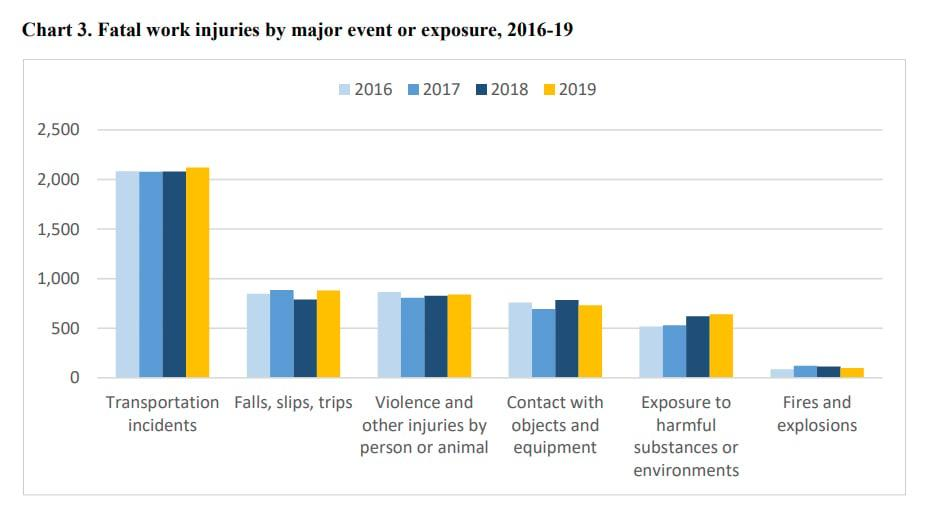 Chart 3. Fatal work injuries by major event or exposure, 2016-19
2016 2017 2018 2019
2,500
2,000
1,500
1,000
500
0
Transportation
incidents
Falls, slips, trips
Violence and
other injuries by
person or animal
Contact with
objects and
equipment
Exposure to
harmful
substances or
environments
Fires and
explosions